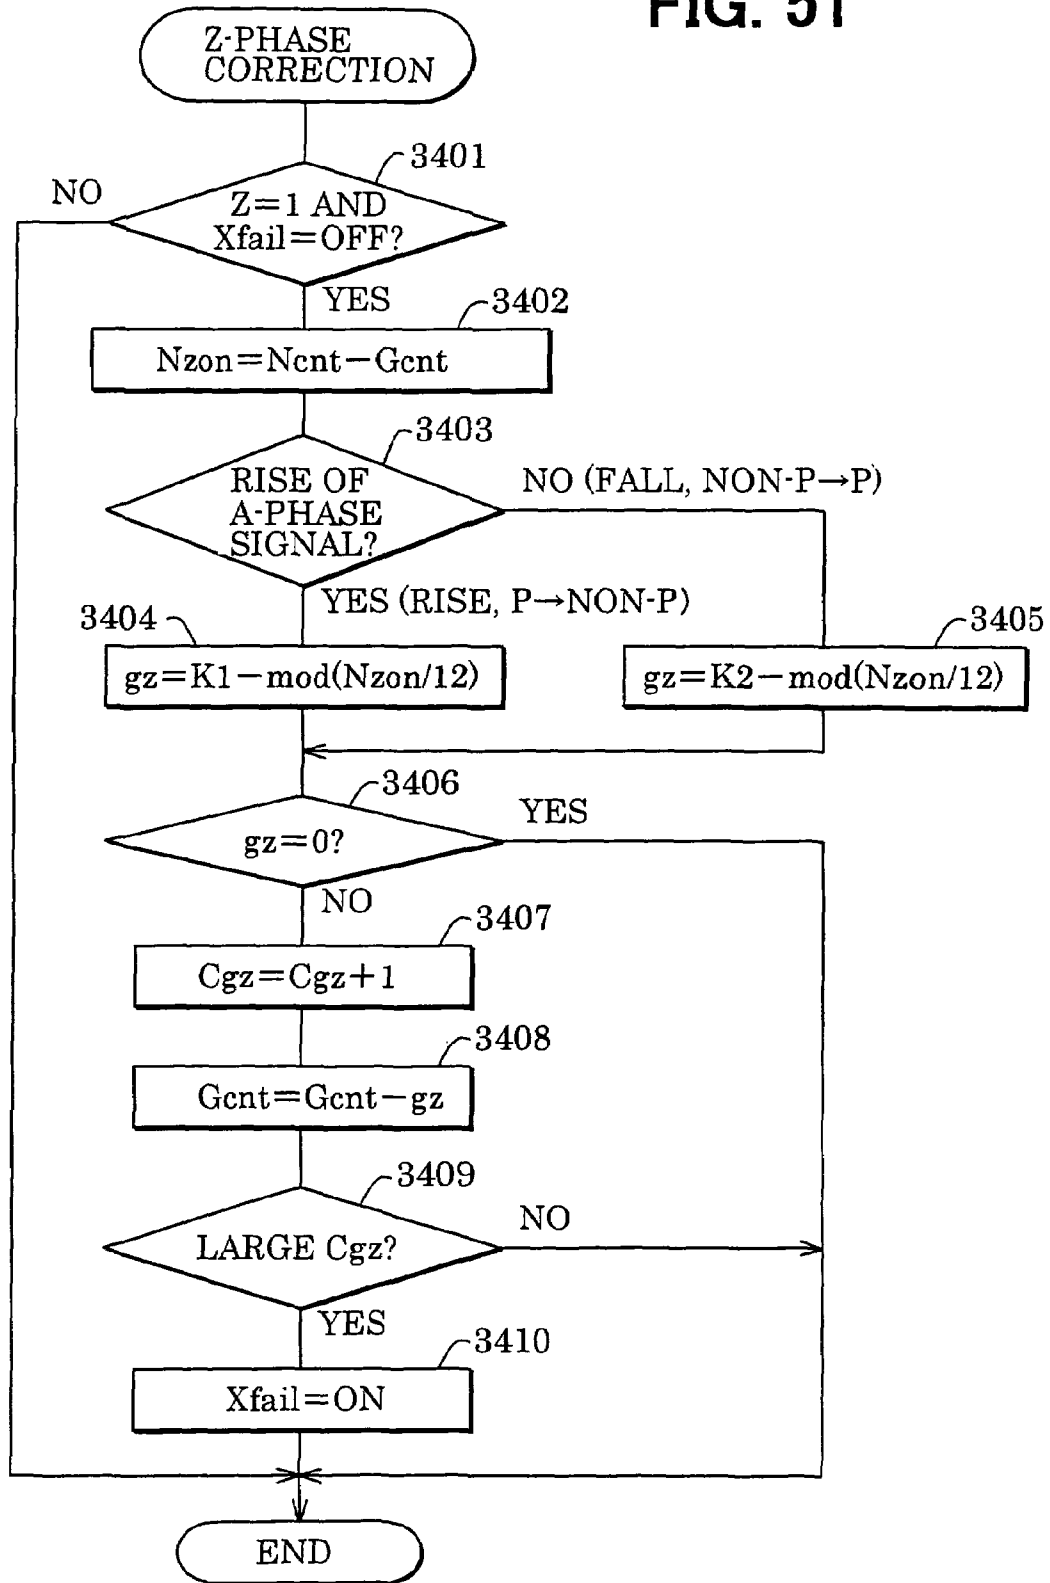 FIG. 51
Z-PHASE
CORRECTION
3401
NO
Z=1 AND
Xfail=OFF?
YES
3402
Nzon=Ncnt-Gcnt
3403
RISE OF
A-PHASE
SIGNAL?
NO (FALL, NON-P→P)
YES (RISE, P→NON-P)
3404
gz=K1-mod(Nzon/12)
3405
gz=K2-mod(Nzon/12)
3406
gz=0?
YES
NO
3407
Cgz=Cgz+1
3408
Gcnt=Gcnt-gz
3409
LARGE Cgz?
NO
YES
3410
Xfail=ON
END